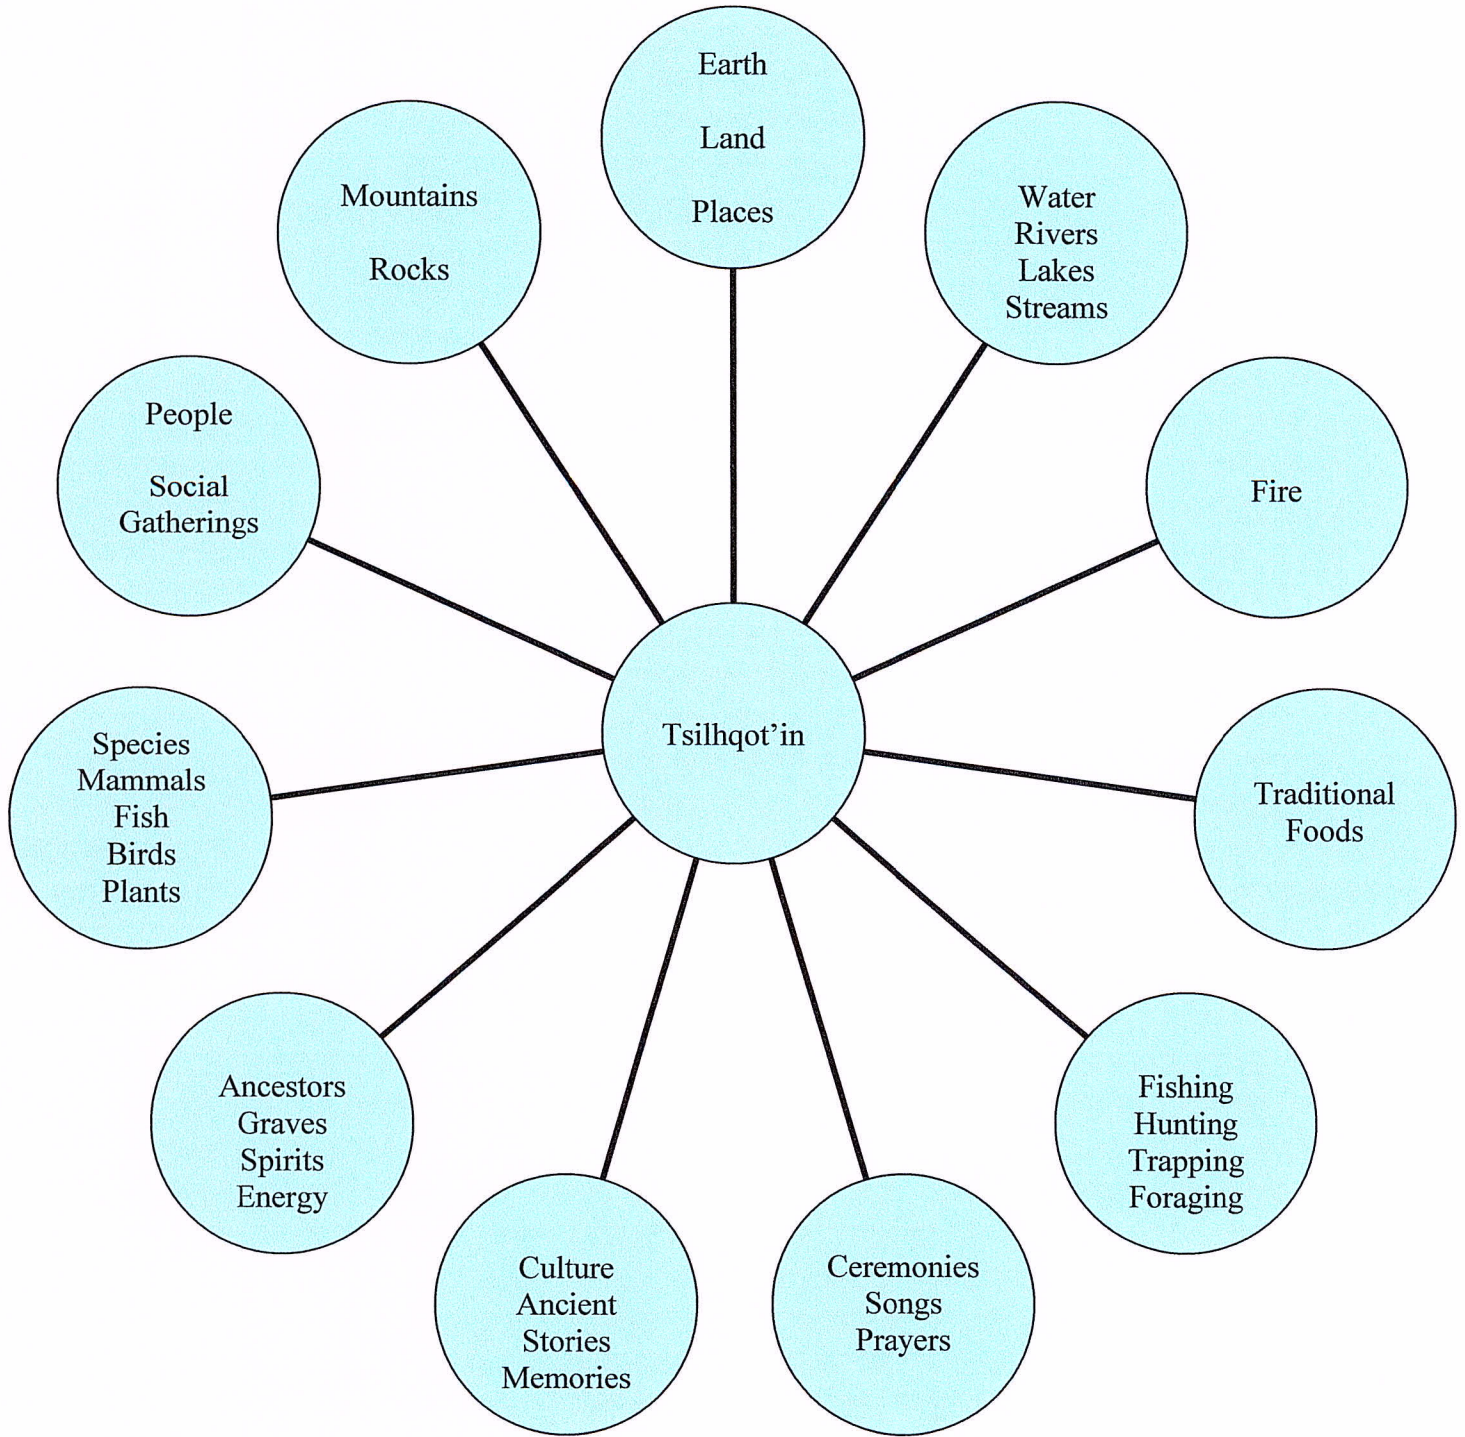 Earth
Land
Places
Water
Rivers
Lakes
Streams
Fire
Traditional
Foods
Fishing
Hunting
Trapping
Foraging
Ceremonies
Songs
Prayers
Culture
Ancient
Stories
Memories
Ancestors
Graves
Spirits
Energy
Species
Mammals
Fish
Birds
Plants
People
Social
Gatherings
Mountains
Rocks
Tsilhqot’in